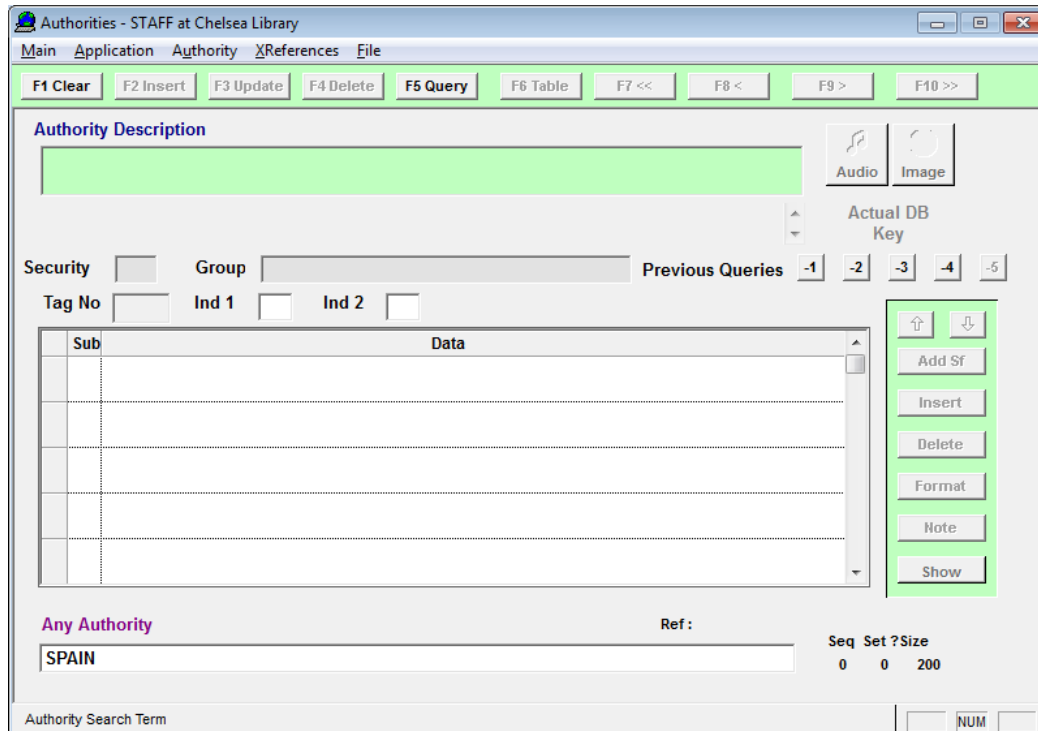 Authorities - STAFF at Chelsea Library
Main Application Authority XReferences File
F1 Clear F2 Insert F3 Update F4 Delete F5 Query F6 Table F7 << F8 < F9 > F10 >>
Authority Description
Audio Image
Actual DB
Key
Security Group Previous Queries -1 -2 -3 -4 -5
Tag No Ind 1 Ind 2
Sub Data
Add Sf
Insert
Delete
Format
Note
Show
Any Authority Ref :
Seq Set ?Size
SPAIN
0 0 200
Authority Search Term NUM